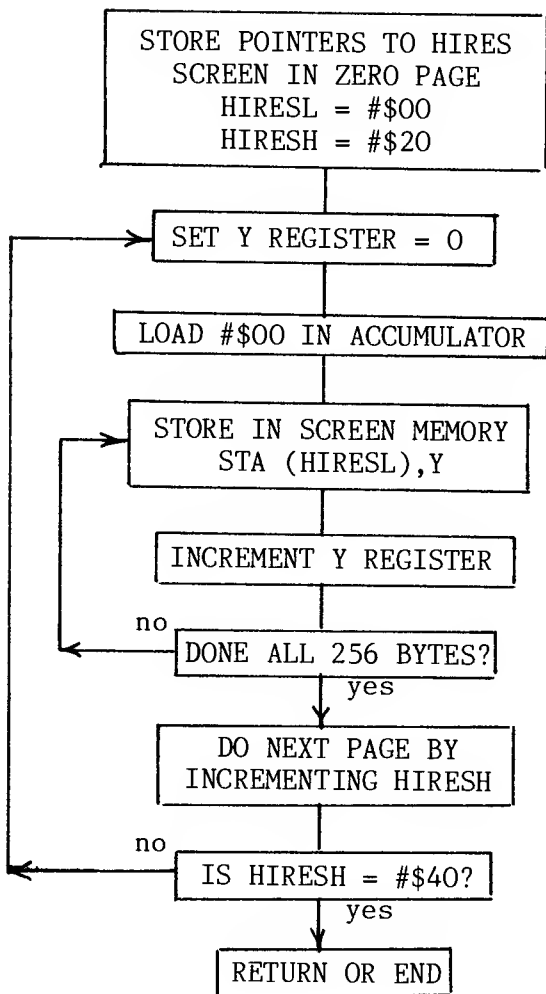 STORE POINTERS TO HIRES
SCREEN IN ZERO PAGE
HIRESL = #$00
HIRESH = #$20
SET Y REGISTER = 0
LOAD #$00 IN ACCUMULATOR
STORE IN SCREEN MEMORY
STA (HIRESL),Y
INCREMENT Y REGISTER
no
DONE ALL 256 BYTES?
yes
DO NEXT PAGE BY
INCREMENTING HIRESH
no
IS HIRESH = #$40?
yes
RETURN OR END